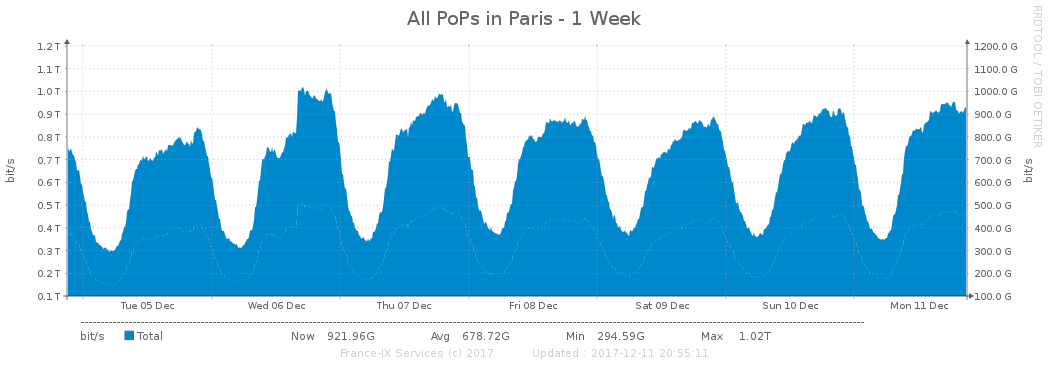 All PoPs in Paris - 1 Week
RRDTOOL / TOBI OETIKER
bit/s
1.2 T
1.1 T
1.0 T
0.9 T
0.8 T
0.7 T
0.6 T
0.5 T
0.4 T
0.3 T
0.2 T
0.1 T
1200.0 G
1100.0 G
1000.0 G
900.0 G
800.0 G
700.0 G
600.0 G
500.0 G
400.0 G
300.0 G
200.0 G
100.0 G
bit/s
Tue 05 Dec Wed 06 Dec Thu 07 Dec Fri 08 Dec Sat 09 Dec Sun 10 Dec Mon 11 Dec
bit/s Total Now 921.96G Avg 678.72G Min 294.59G Max 1.02T
France-IX Services (c) 2017 Updated : 2017-12-11 20:55:11